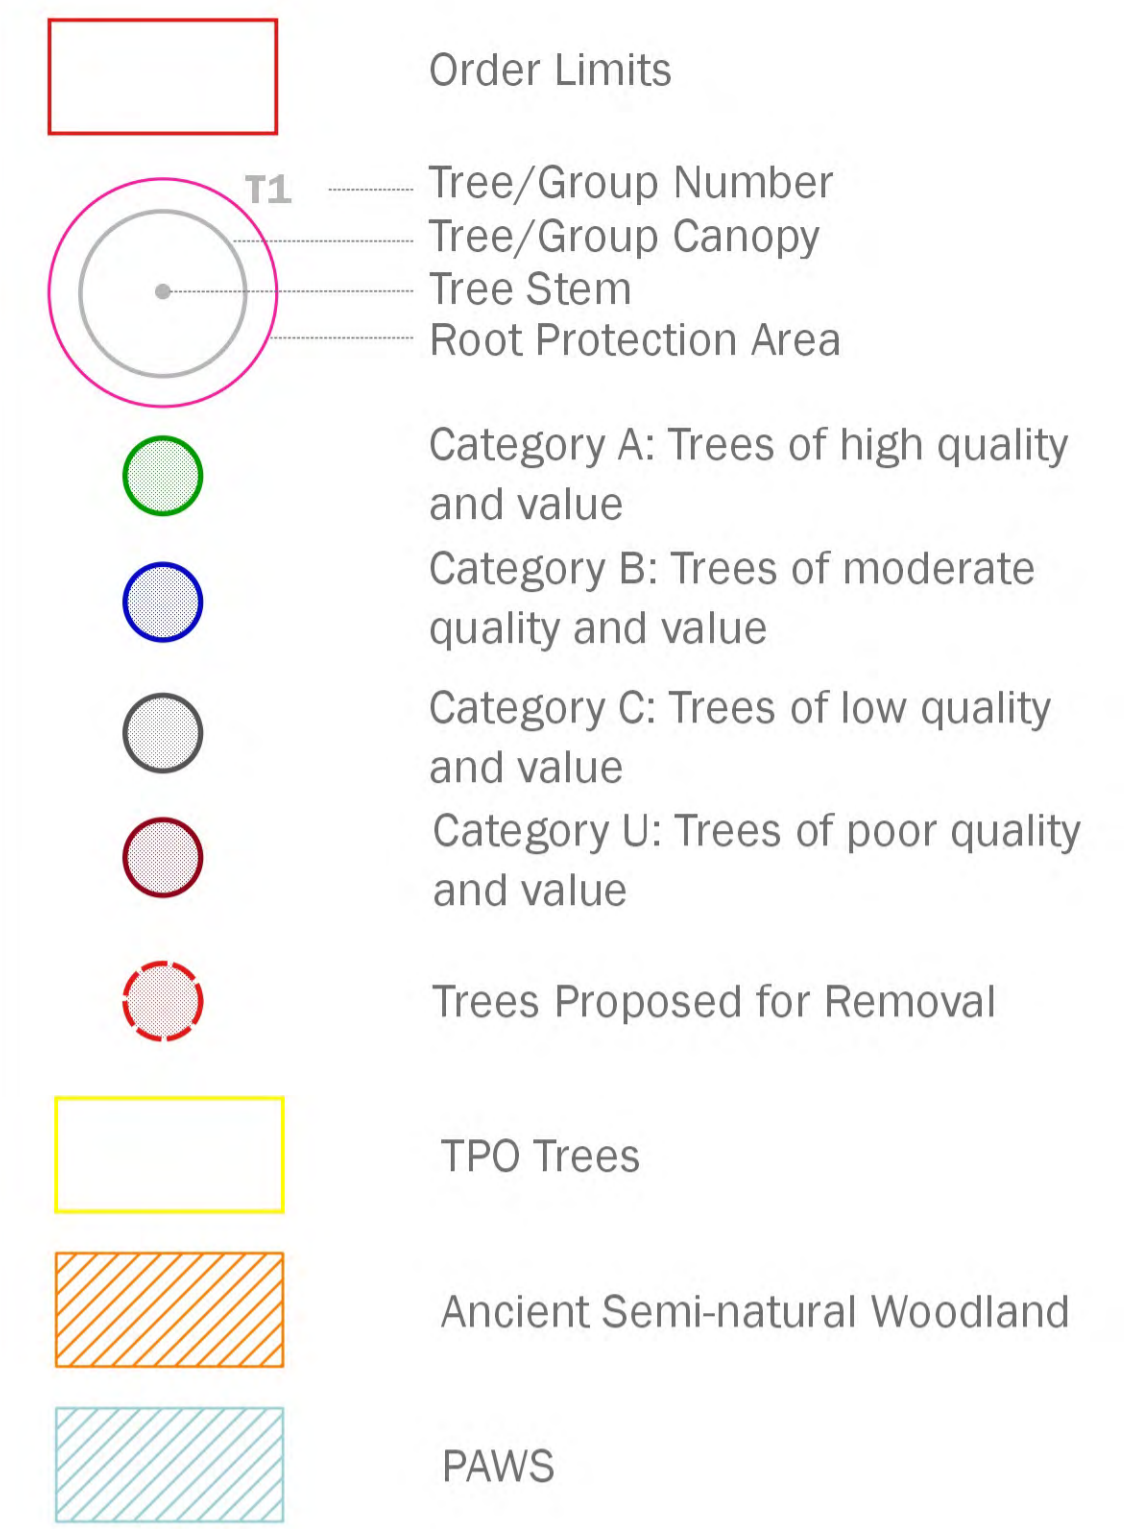 Order Limits
T1
Tree/Group Number
Tree/Group Canopy
Tree Stem
Root Protection Area
Category A: Trees of high quality
and value
Category B: Trees of moderate
quality and value
Category C: Trees of low quality
and value
Category U: Trees of poor quality
and value
Trees Proposed for Removal
TPO Trees
Ancient Semi-natural Woodland
PAWS